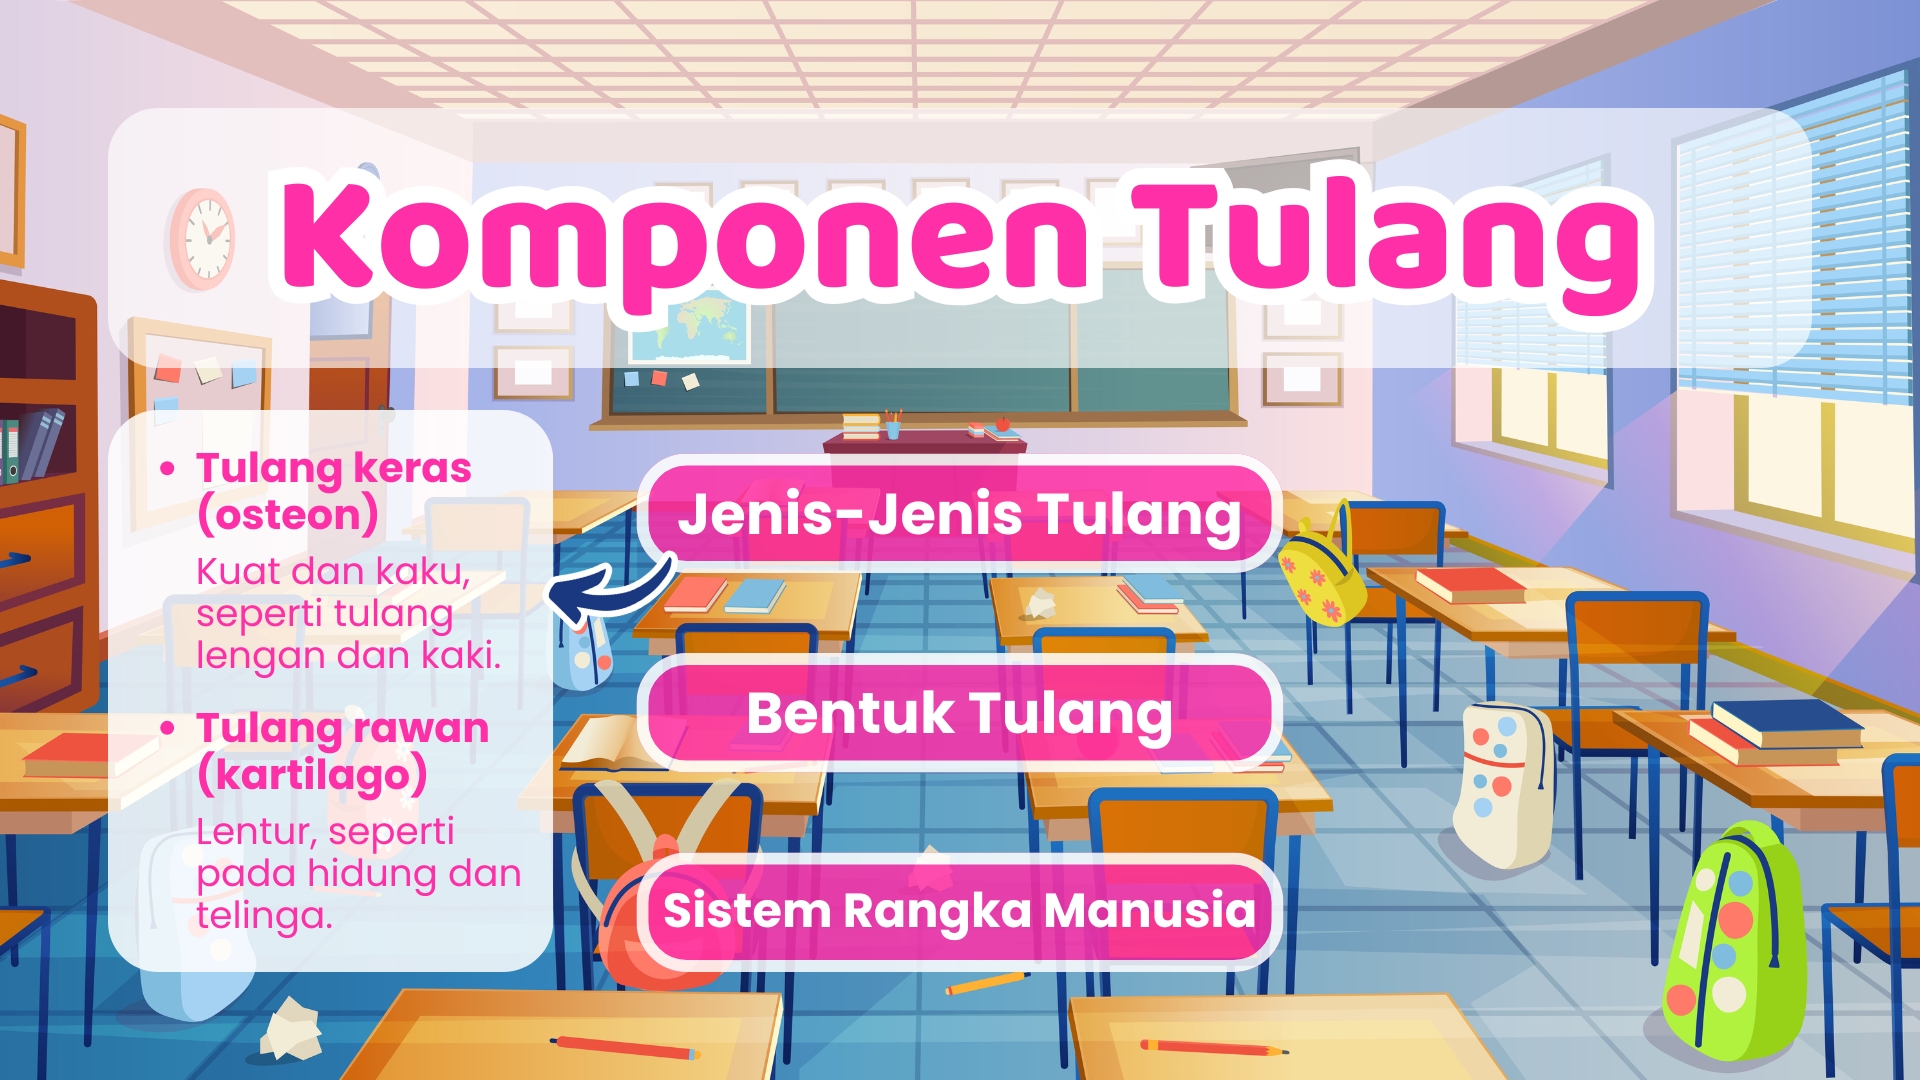 Komponen Tulang
• Tulang keras
(osteon)
Kuat dan kaku,
seperti tulang
lengan dan kaki.
• Tulang rawan
(kartilago)
Lentur, seperti
pada hidung dan
telinga.
Jenis-Jenis Tulang
Bentuk Tulang
Sistem Rangka Manusia